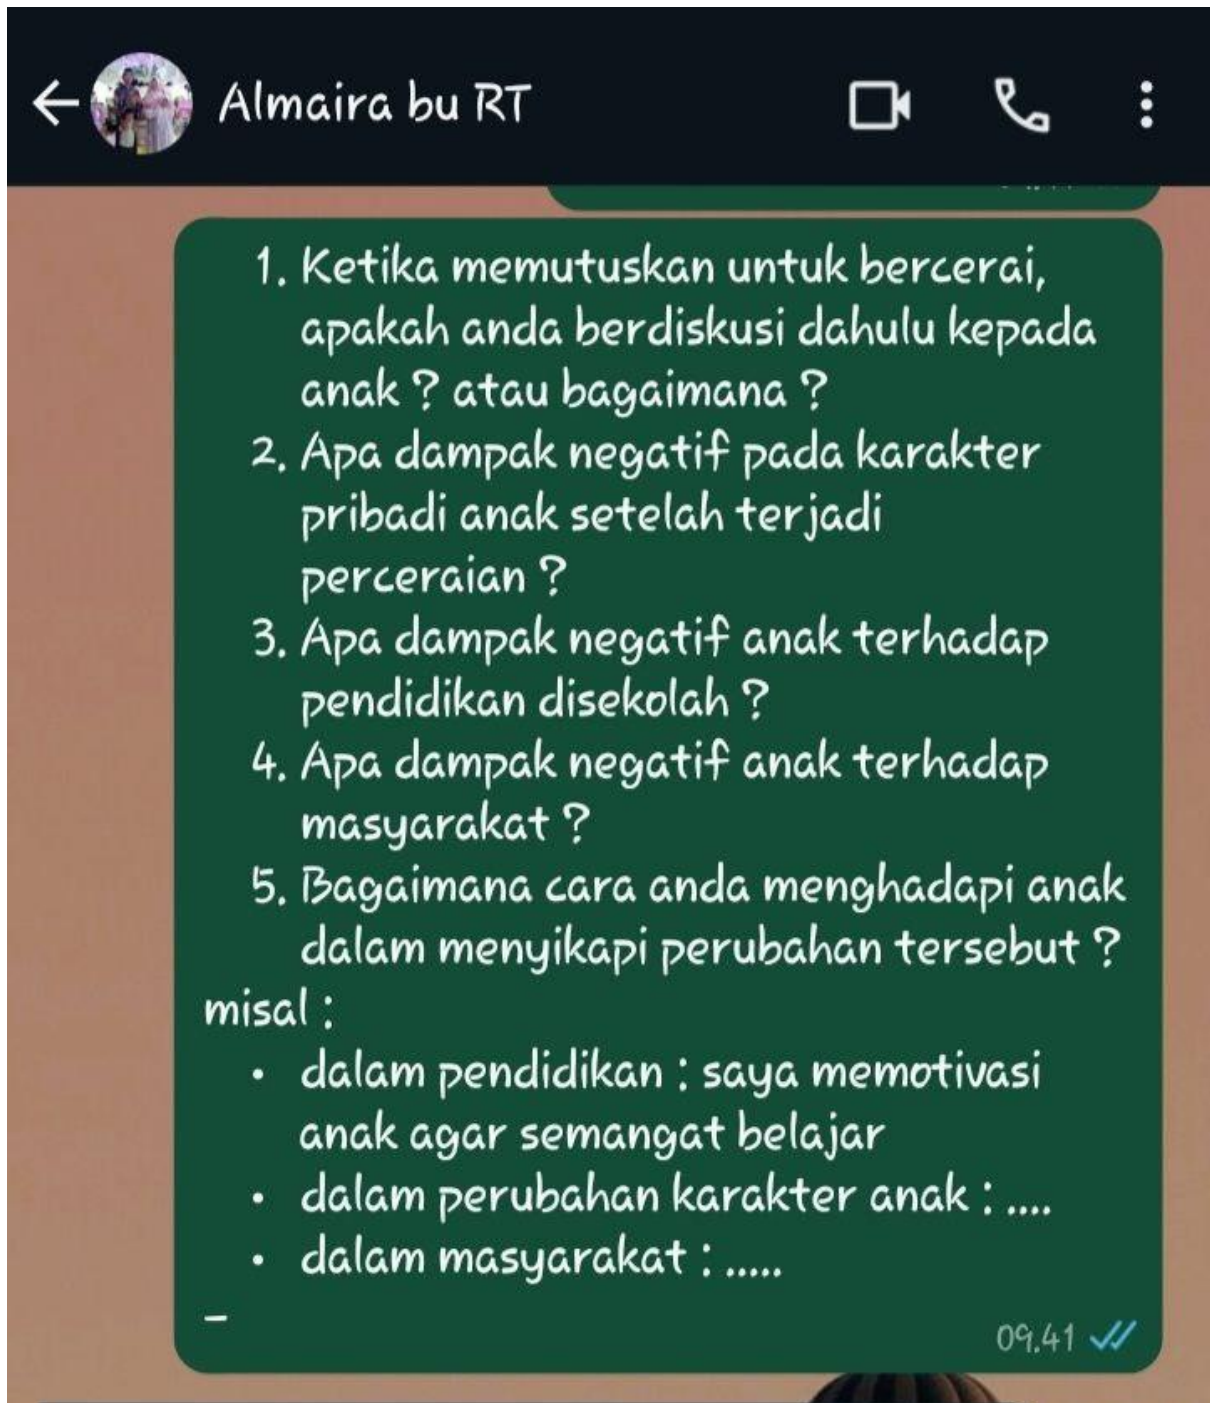 Almaira bu RT
1. Ketika memutuskan untuk bercerai,
apakah anda berdiskusi dahulu kepada
anak ? atau bagaimana ?
2. Apa dampak negatif pada karakter
pribadi anak setelah terjadi
perceraian ?
3. Apa dampak negatif anak terhadap
pendidikan disekolah ?
4. Apa dampak negatif anak terhadap
masyarakat ?
5. Bagaimana cara anda menghadapi anak
dalam menyikapi perubahan tersebut ?
misal :
• dalam pendidikan : saya memotivasi
anak agar semangat belajar
• dalam perubahan karakter anak : ....
• dalam masyarakat : .....
-
09.41